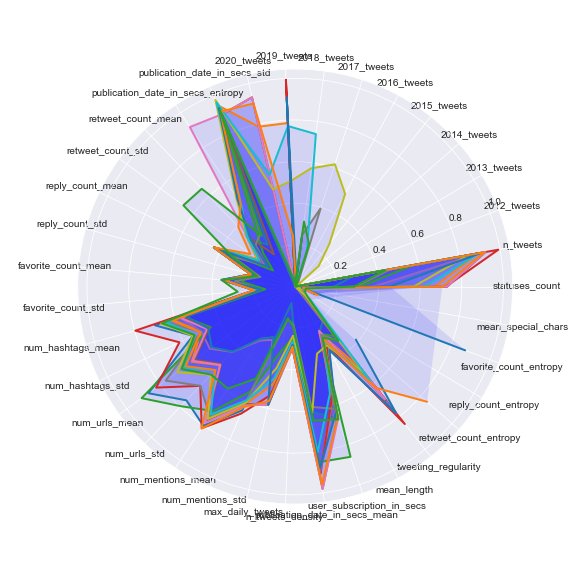 2019_tweets
2018_tweets
2020_tweets
2017_tweets
publication_date_in_secs_std
2016_tweets
publication_date_in_secs_entropy
2015_tweets
retweet_count_mean
2014_tweets
retweet_count_std
2013_tweets
reply_count_mean
1.0
2012_tweets
0.8
reply_count_std
0.6
n_tweets
0.4
favorite_count_mean
0.2
statuses_count
favorite_count_std
mean_special_chars
num_hashtags_mean
favorite_count_entropy
num_hashtags_std
reply_count_entropy
num_urls_mean
retweet_count_entropy
num_urls_std
tweeting_regularity
num_mentions_mean
mean_length
num_mentions_std
user_subscription_in_secs
max_daily_tweets
n_tweets_density
publication_date_in_secs_mean